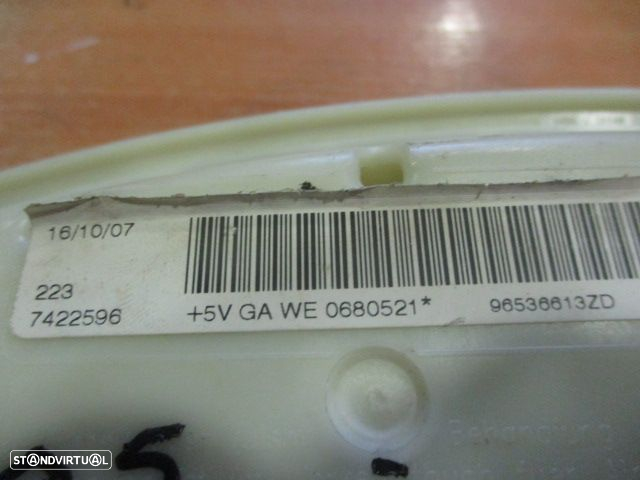 16/10/07
223
7422596
+5V GA WE 0680521*
96536613ZD
STANDVIRTUAL